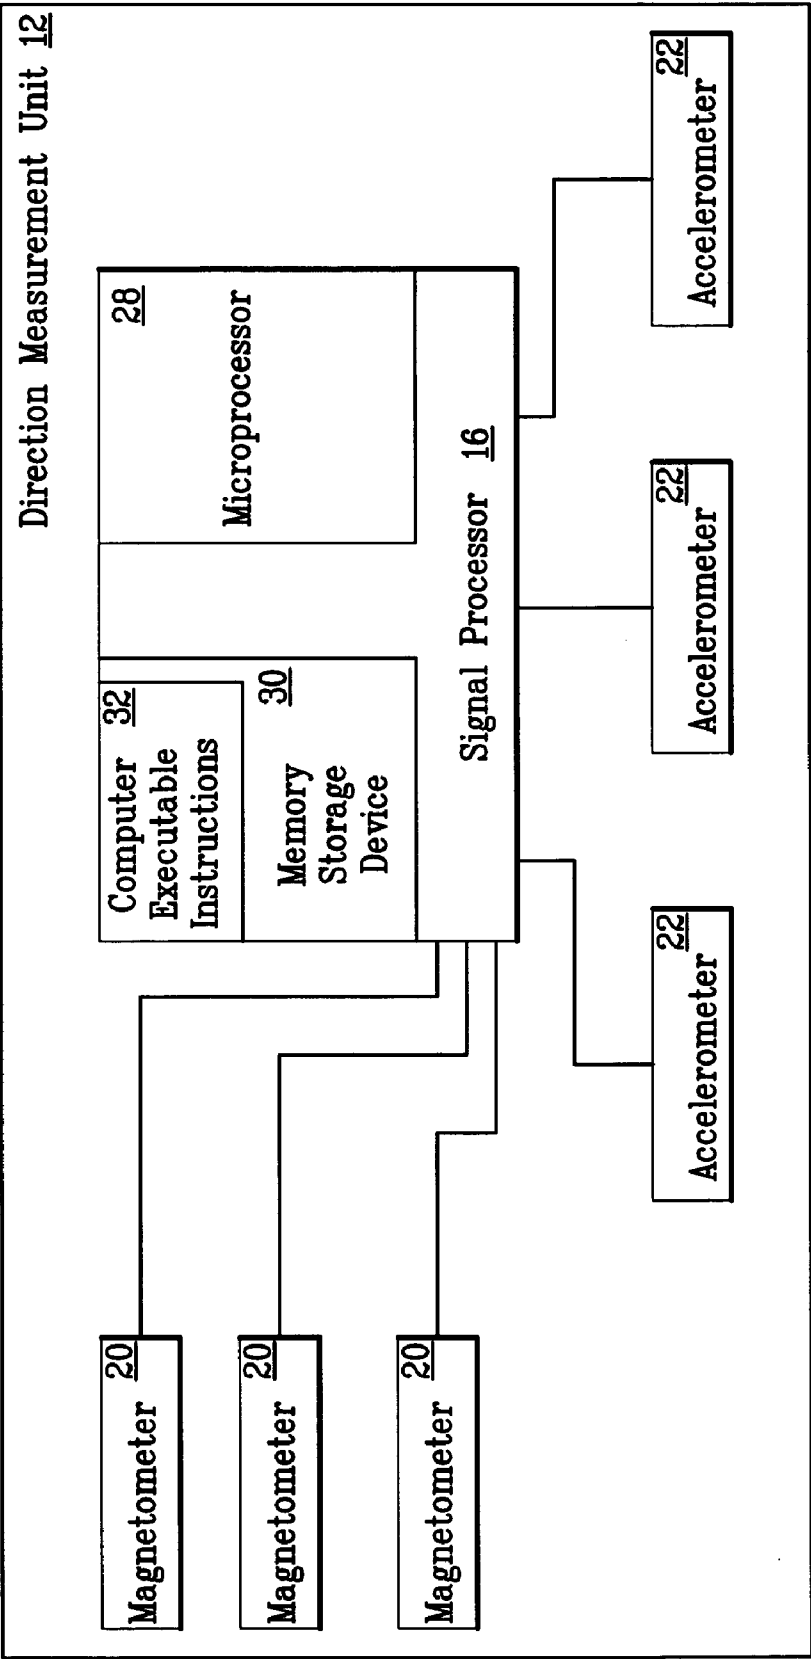 Direction Measurement Unit 12
Magnetometer 20
Magnetometer 20
Magnetometer 20
Computer 32
Executable
Instructions
Memory 30
Storage
Device
Microprocessor 28
Signal Processor 16
Accelerometer 22
Accelerometer 22
Accelerometer 22